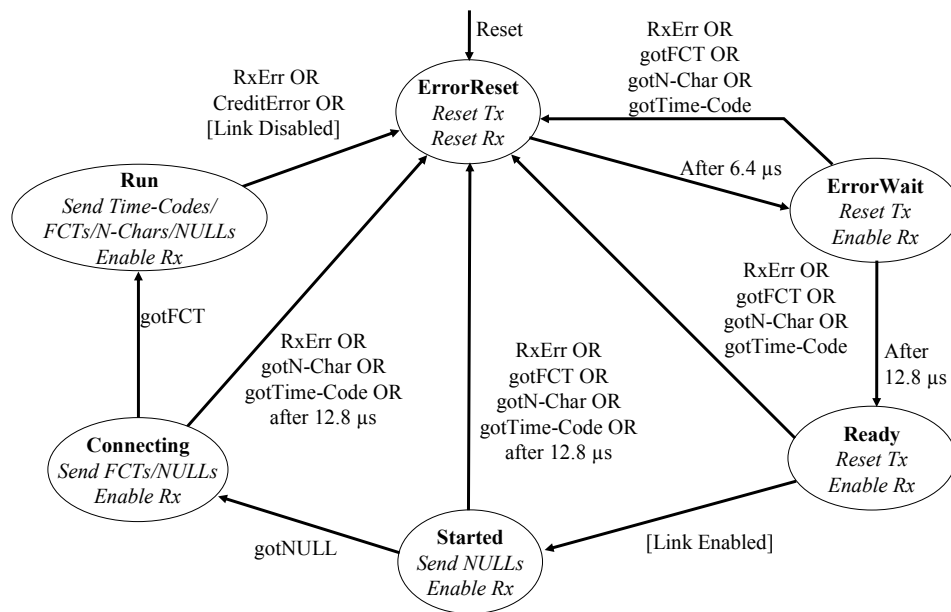 Reset
RxErr OR
CreditError OR
[Link Disabled]
ErrorReset
Reset Tx
Reset Rx
RxErr OR
gotFCT OR
gotN-Char OR
gotTime-Code
After 6.4 µs
ErrorWait
Reset Tx
Enable Rx
Run
Send Time-Codes/
FCTs/N-Chars/NULLs
Enable Rx
gotFCT
RxErr OR
gotN-Char OR
gotTime-Code OR
after 12.8 µs
RxErr OR
gotFCT OR
gotN-Char OR
gotTime-Code OR
after 12.8 µs
RxErr OR
gotFCT OR
gotN-Char OR
gotTime-Code
After
12.8 µs
Connecting
Send FCTs/NULLs
Enable Rx
Ready
Reset Tx
Enable Rx
gotNULL
Started
Send NULLs
Enable Rx
[Link Enabled]